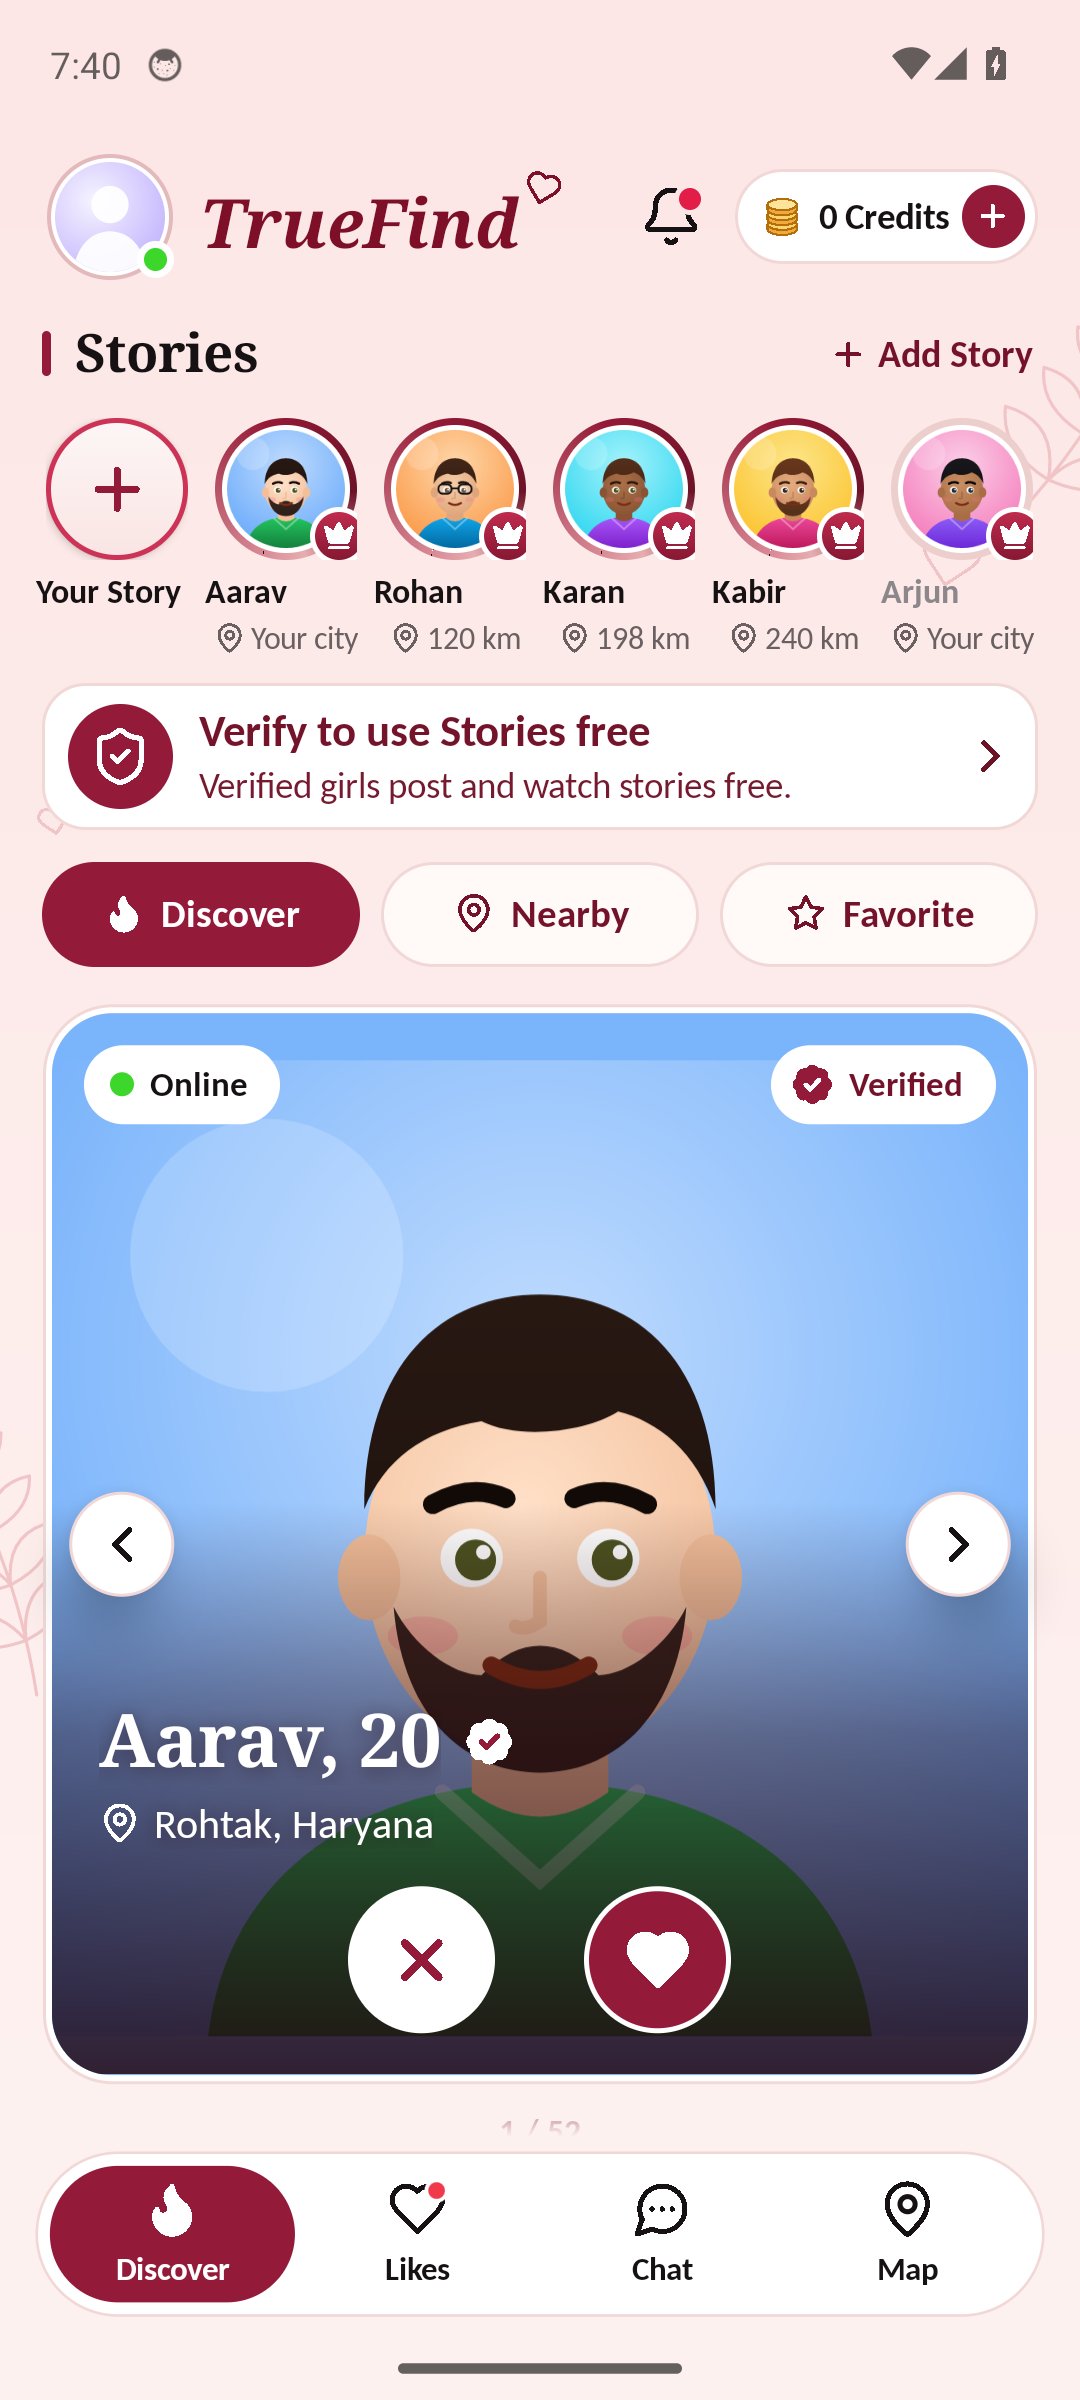 7:40
TrueFind
0 Credits
Stories
Add Story
Your Story
Aarav
Rohan
Karan
Kabir
Arjun
Your city
120 km
198 km
240 km
Your city
Verify to use Stories free
Verified girls post and watch stories free.
Discover
Nearby
Favorite
Online
Verified
Aarav, 20
Rohtak, Haryana
1 / 52
Discover
Likes
Chat
Map